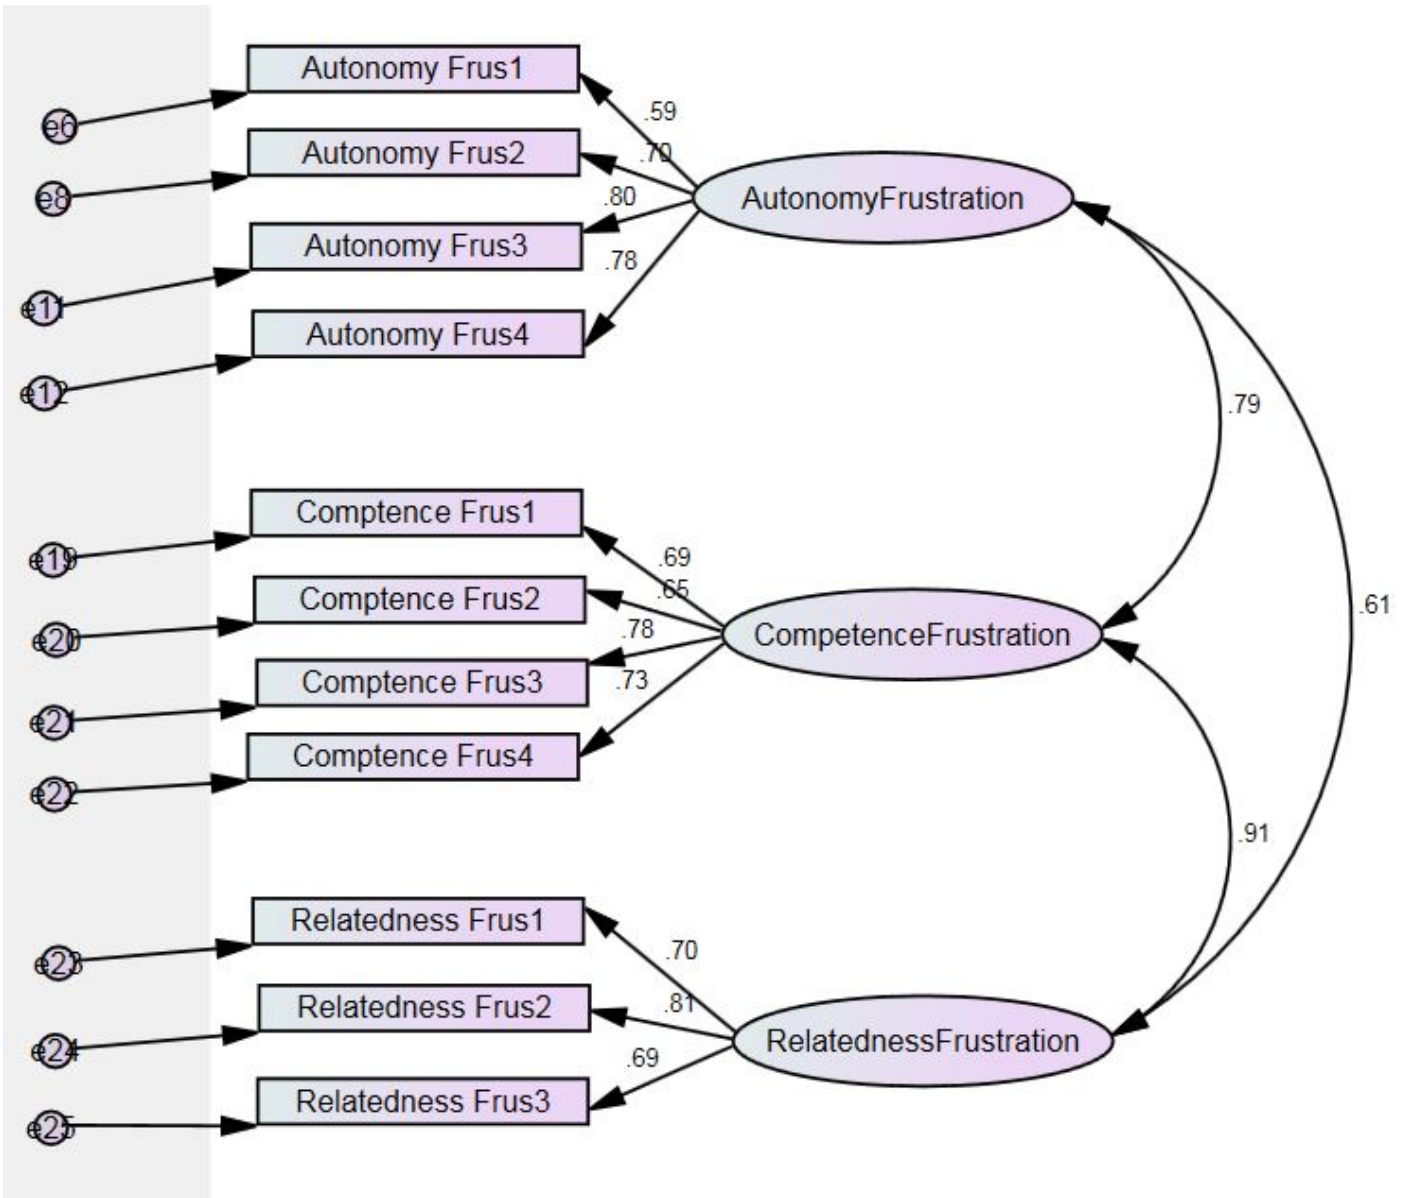 Autonomy Frus1
e6
.59
Autonomy Frus2
.70
e8
.80
AutonomyFrustration
Autonomy Frus3
.78
e11
Autonomy Frus4
e12
.79
Comptence Frus1
e19
.69
Comptence Frus2
.65
.61
e20
.78
CompetenceFrustration
Comptence Frus3
.73
e21
Comptence Frus4
e22
.91
Relatedness Frus1
.70
e23
Relatedness Frus2
.81
e24
.69
RelatednessFrustration
Relatedness Frus3
e25